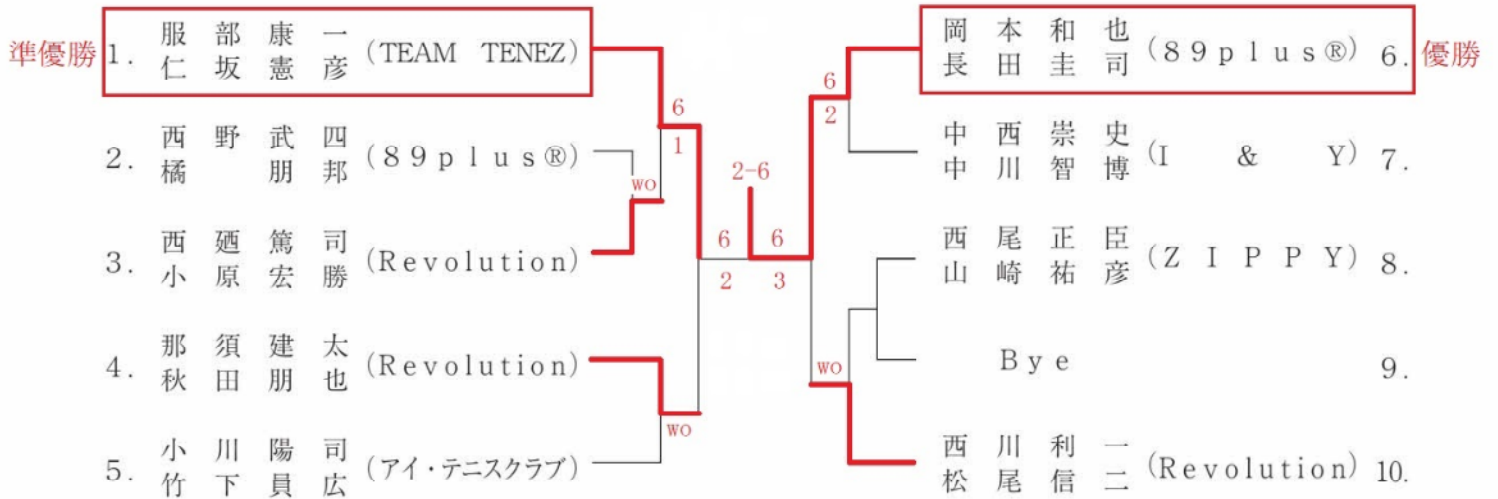 準優勝
1. 服部康一 (TEAM TENEZ)
仁坂憲彦
2. 西野武四 (89plus®)
橘朋邦
3. 西廼篤司 (Revolution)
小原宏勝
4. 那須建太 (Revolution)
秋田朋也
5. 小川陽司 (アイ・テニスクラブ)
竹下員広
6
1
WO
WO
6
2
2-6
6
3
6
2
WO
岡本和也 (89plus®) 6. 優勝
長田圭司
中西崇史 (I & Y) 7.
中川智博
西尾正臣 (ZIPPY) 8.
山崎祐彦
Bye 9.
西川利一 (Revolution) 10.
松尾信二